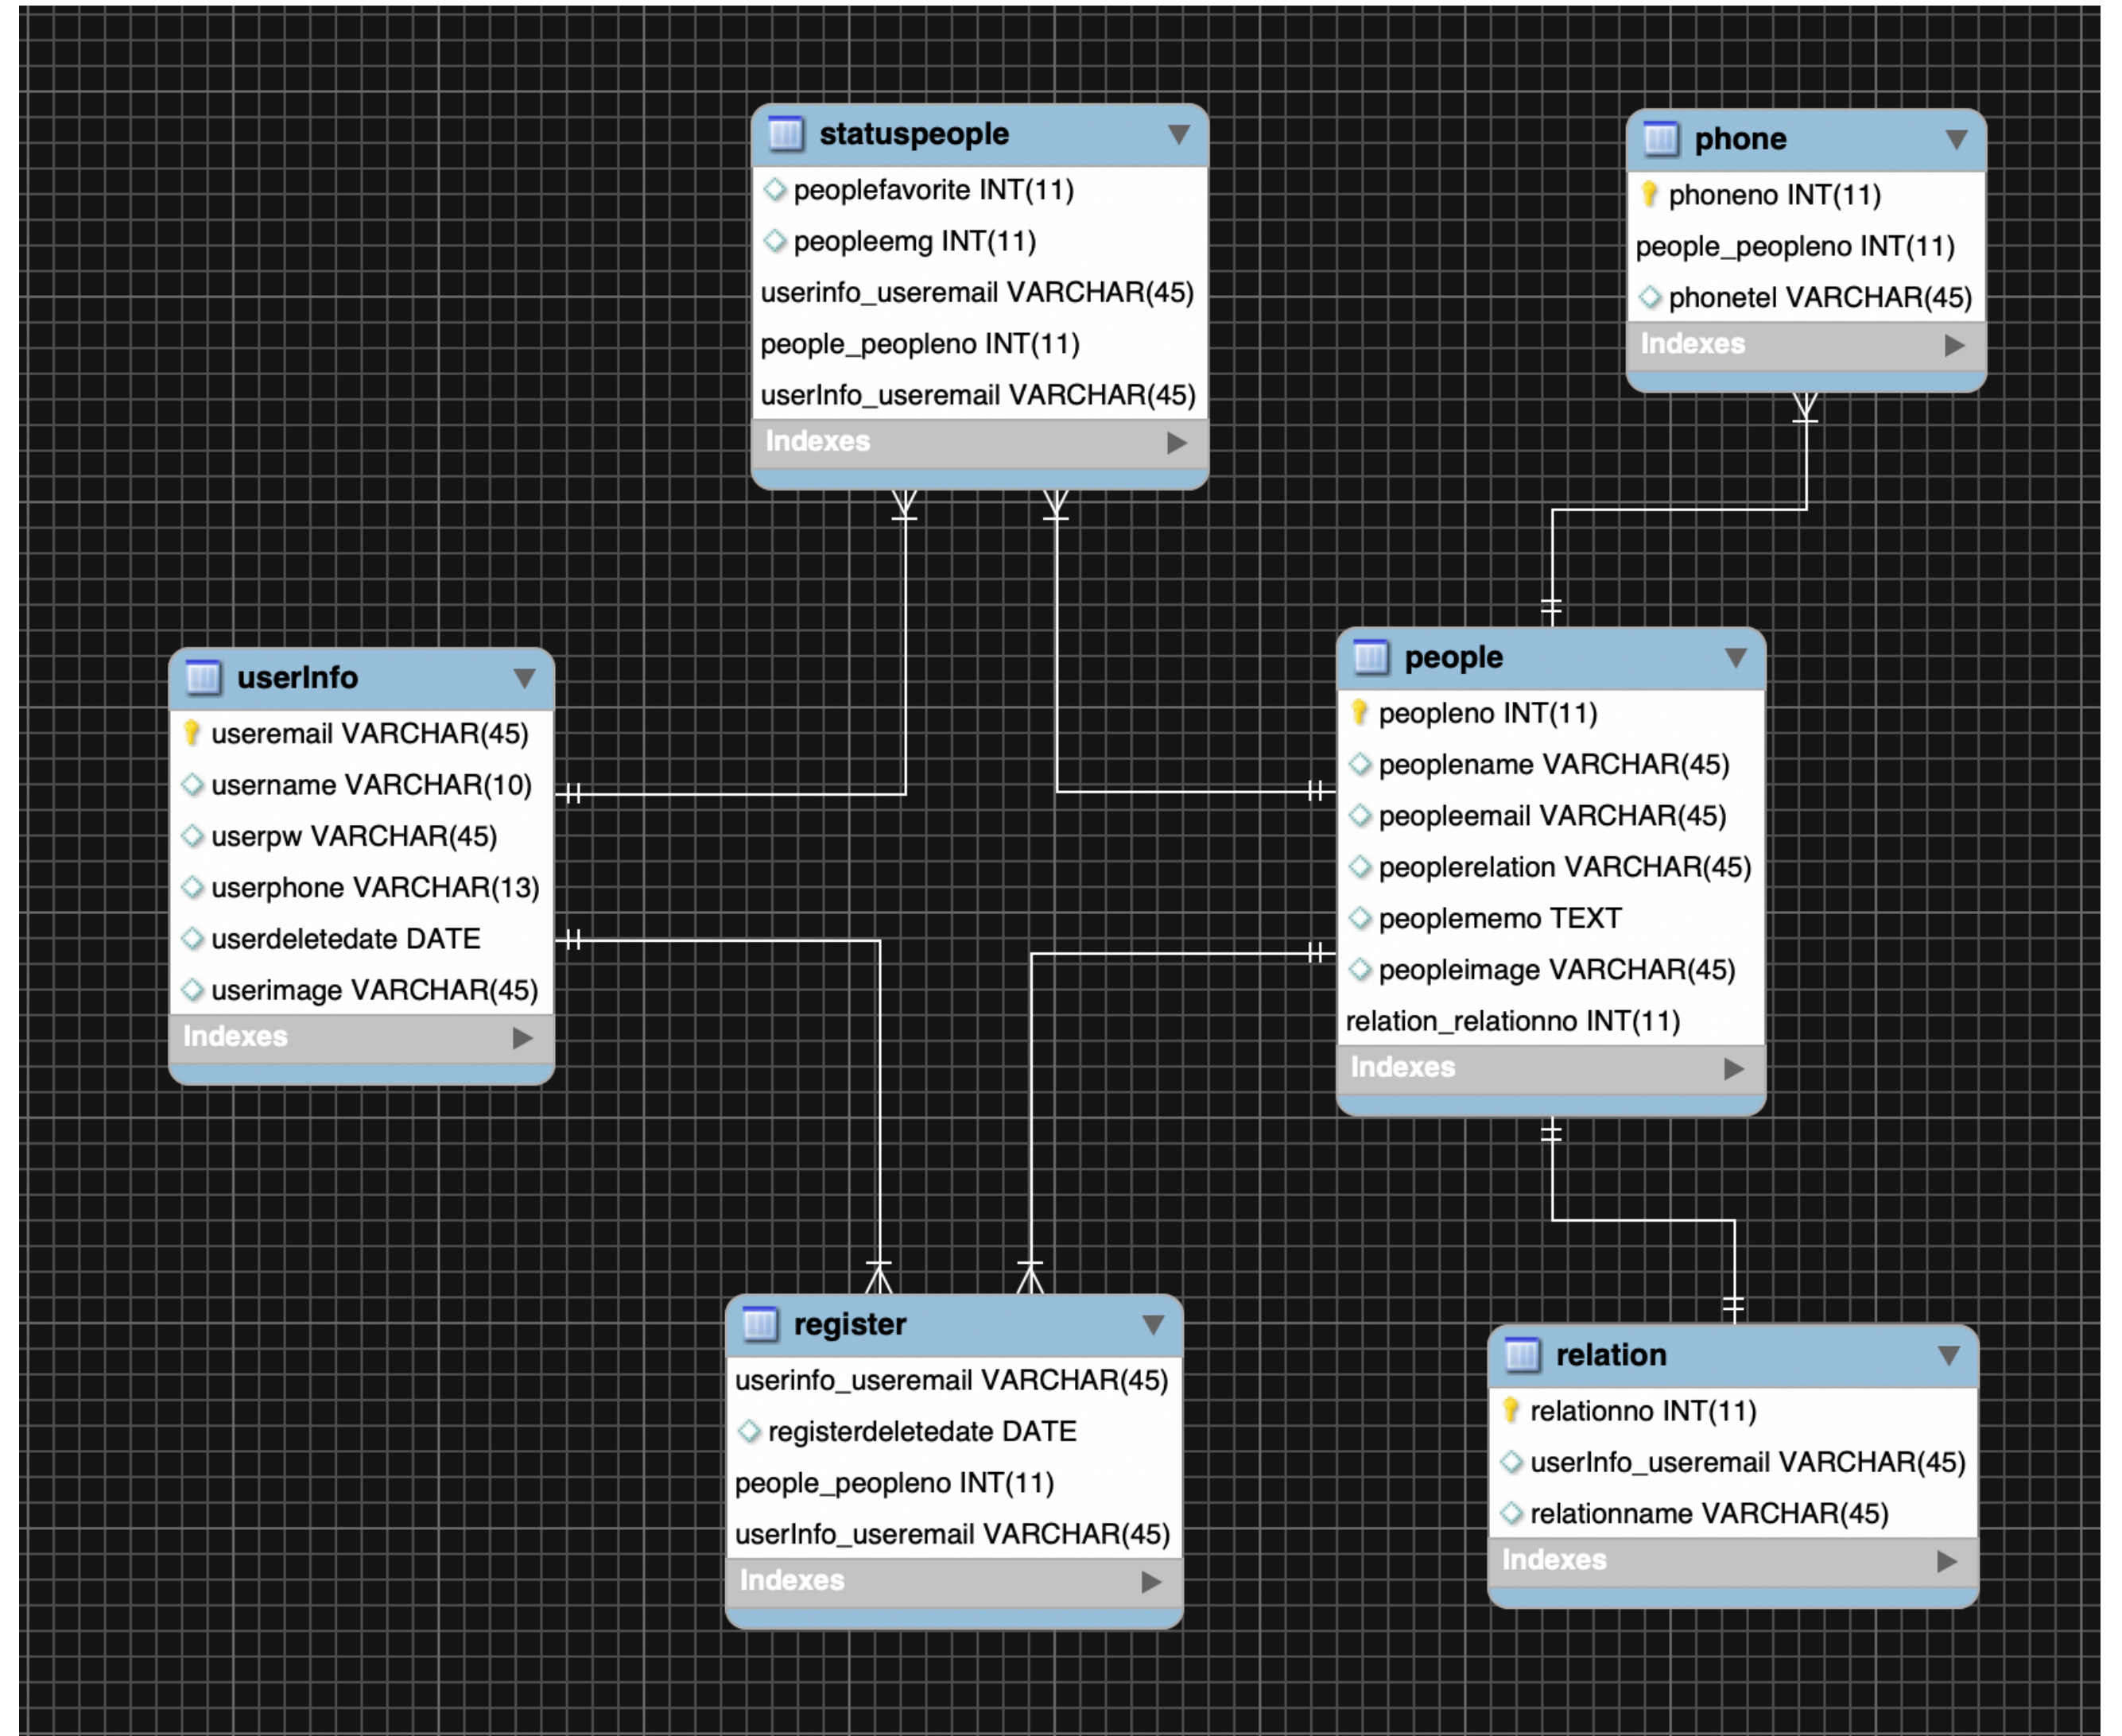 statuspeople
peoplefavorite INT(11)
peopleemg INT(11)
userinfo_useremail VARCHAR(45)
people_peopleno INT(11)
userInfo_useremail VARCHAR(45)
Indexes
phone
phoneno INT(11)
people_peopleno INT(11)
phonetel VARCHAR(45)
Indexes
userInfo
useremail VARCHAR(45)
username VARCHAR(10)
userpw VARCHAR(45)
userphone VARCHAR(13)
userdeletedate DATE
userimage VARCHAR(45)
Indexes
people
peopleno INT(11)
peoplename VARCHAR(45)
peopleemail VARCHAR(45)
peoplerelation VARCHAR(45)
peoplememo TEXT
peopleimage VARCHAR(45)
relation_relationno INT(11)
Indexes
register
userinfo_useremail VARCHAR(45)
registerdeletedate DATE
people_peopleno INT(11)
userInfo_useremail VARCHAR(45)
Indexes
relation
relationno INT(11)
userInfo_useremail VARCHAR(45)
relationname VARCHAR(45)
Indexes